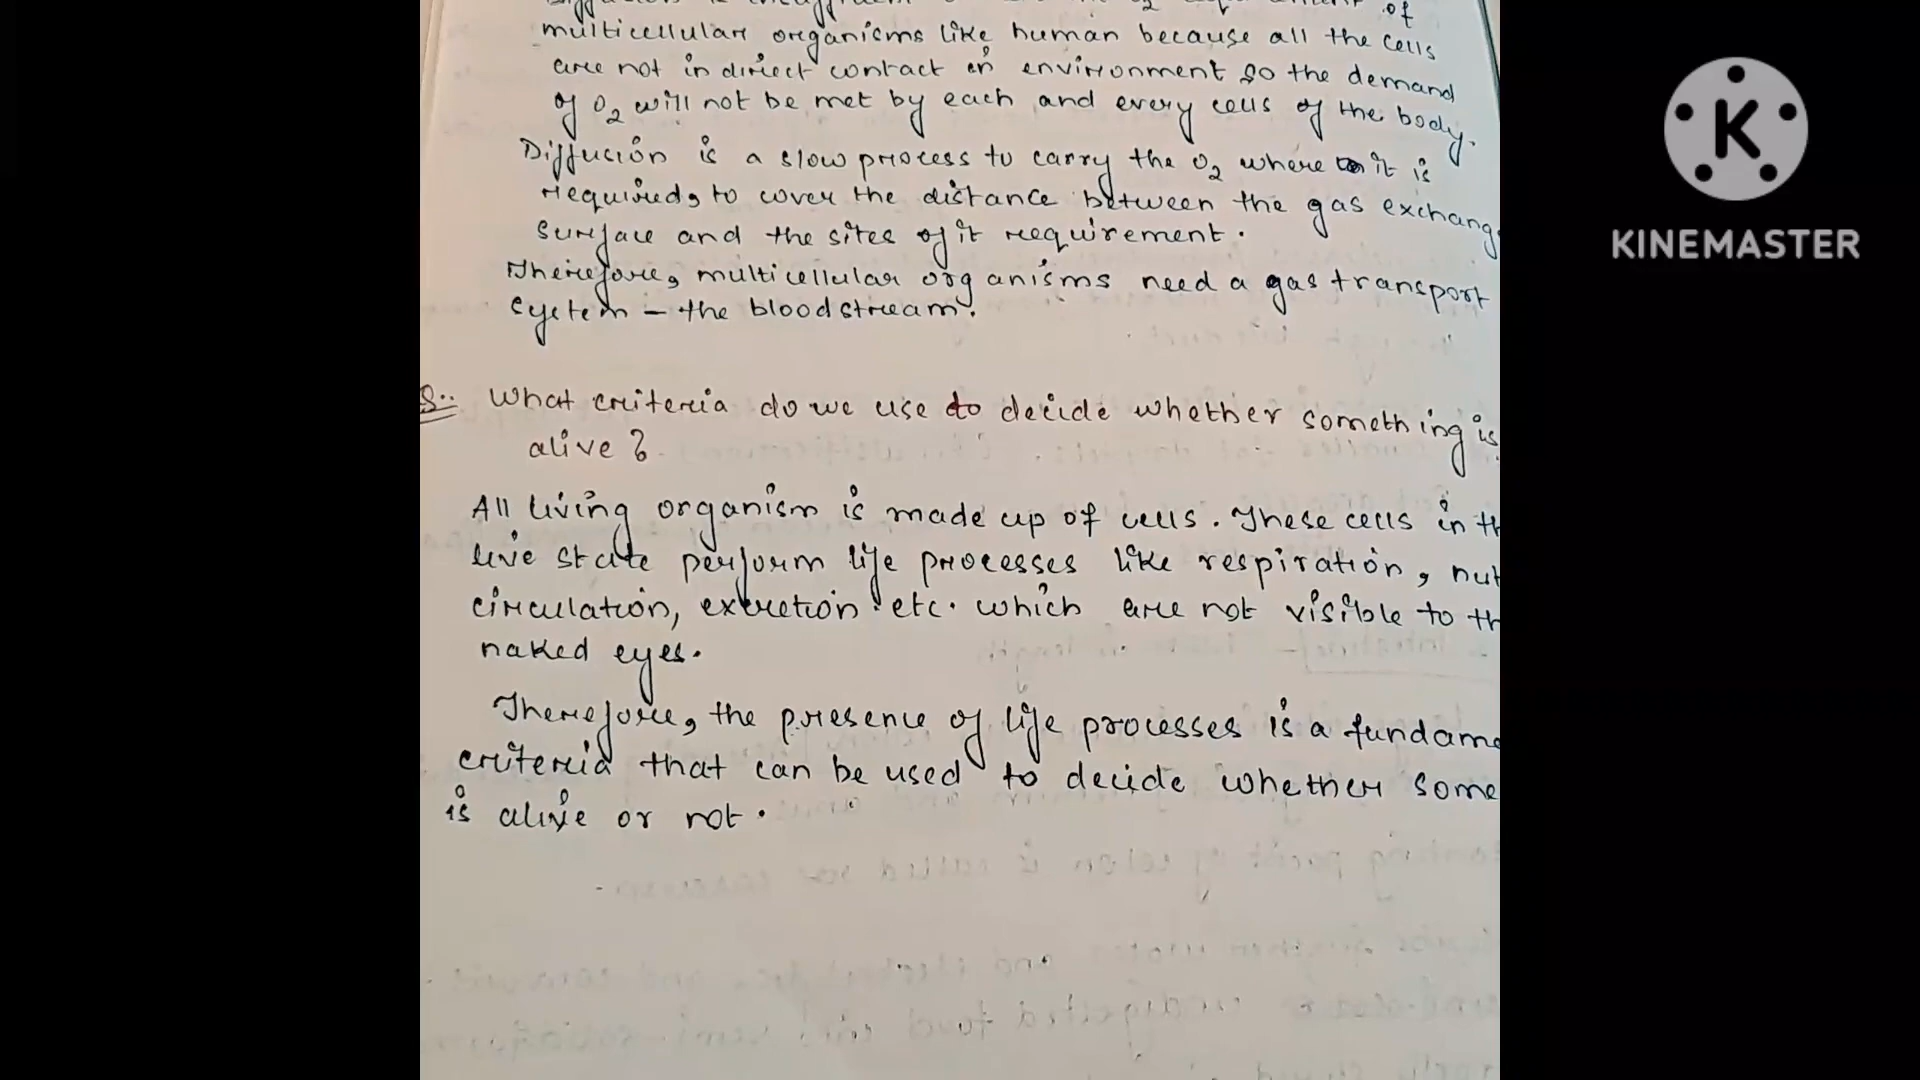 multicellular organisms like human because all the cells
are not in direct contact in environment so the demand
of O2 will not be met by each and every cells of the body.
Diffusion is a slow process to carry the O2 where it is
required, to cover the distance between the gas exchang
surface and the sites of it requirement.
Therefore, multicellular organisms need a gas transport
system – the bloodstream.
What criteria do we use to decide whether something is
alive?
All living organism is made up of cells. These cells in th
live state perform life processes like respiration, nut
circulation, excretion etc. which are not visible to th
naked eyes.
Therefore, the presence of life processes is a fundame
criteria that can be used to decide whether some
is alive or not.
K
KINEMASTER